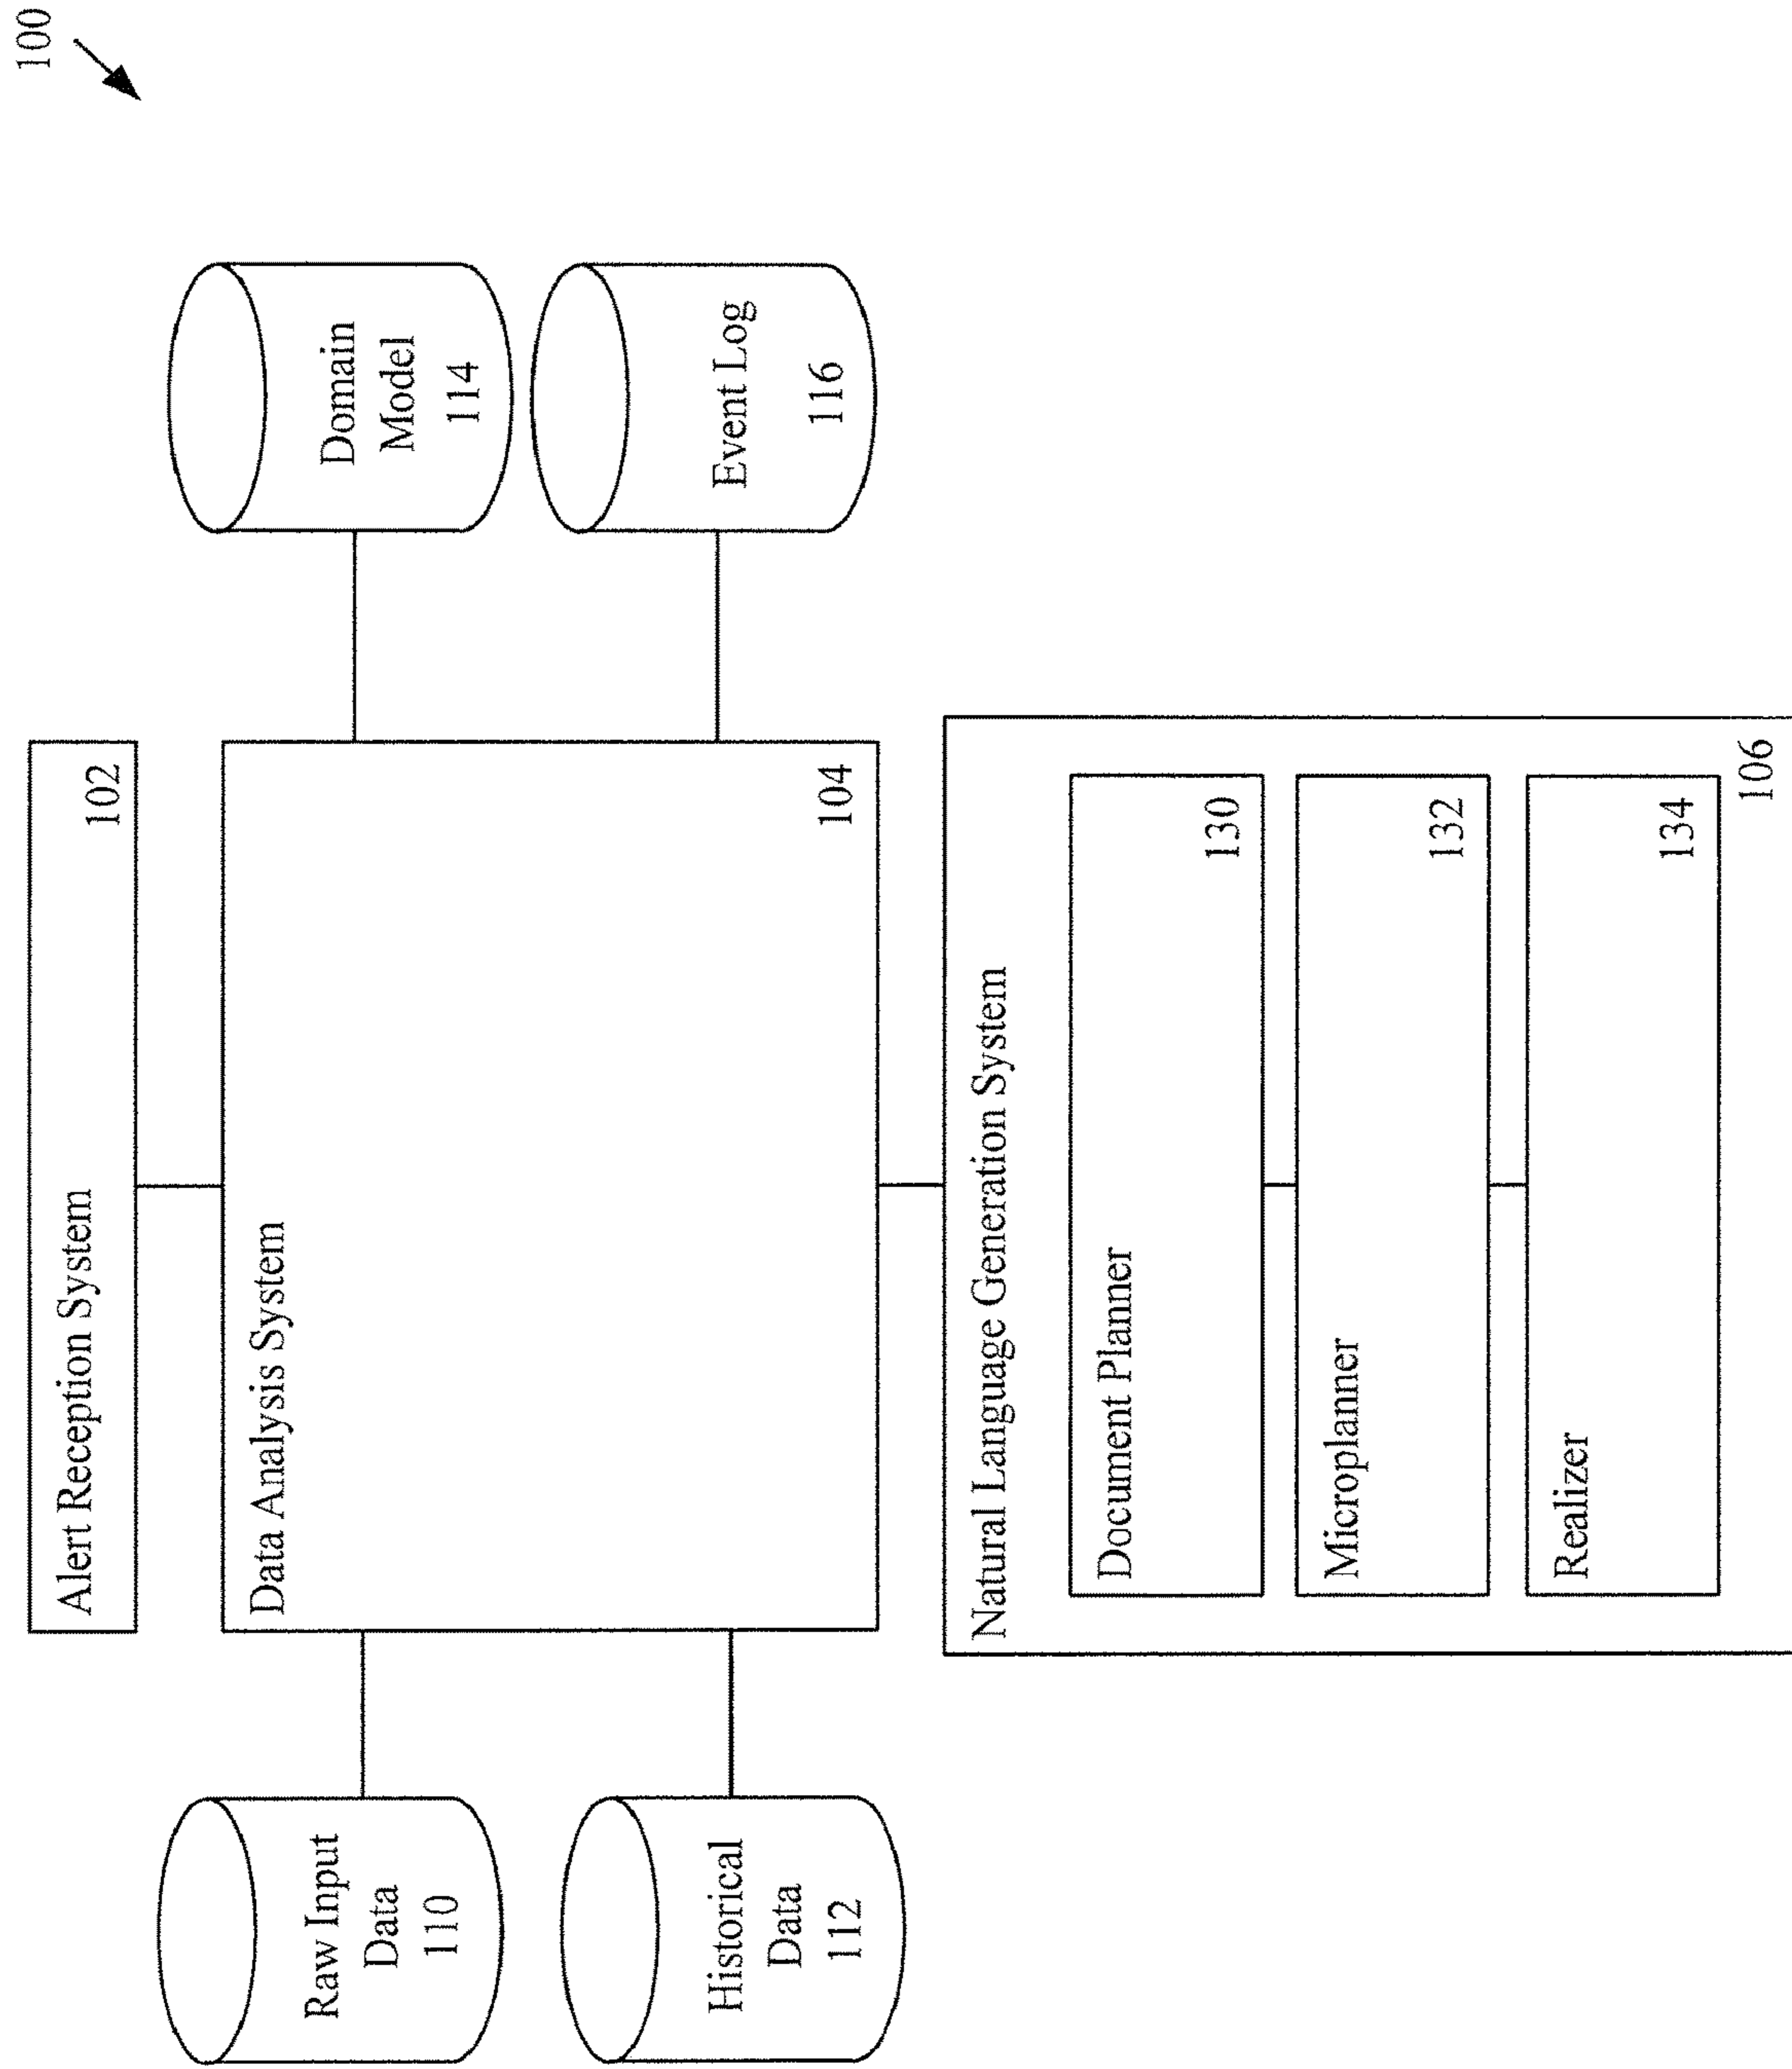 100
Alert Reception System
102
Raw Input
Data
110
Historical
Data
112
Data Analysis System
104
Domain
Model
114
Event Log
116
Natural Language Generation System
Document Planner
130
Microplanner
132
Realizer
134
106